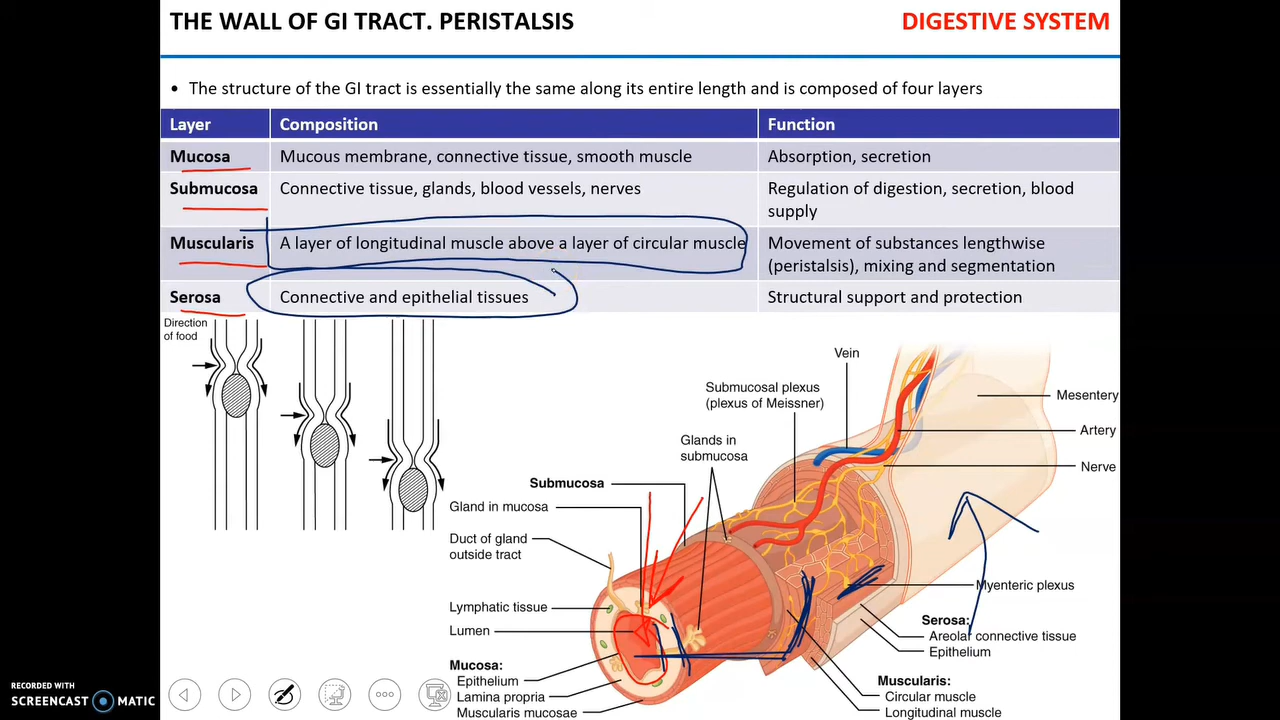 THE WALL OF GI TRACT. PERISTALSIS
DIGESTIVE SYSTEM
• The structure of the GI tract is essentially the same along its entire length and is composed of four layers
Layer Composition Function
Mucosa Mucous membrane, connective tissue, smooth muscle Absorption, secretion
Submucosa Connective tissue, glands, blood vessels, nerves Regulation of digestion, secretion, blood
supply
Muscularis A layer of longitudinal muscle above a layer of circular muscle Movement of substances lengthwise
(peristalsis), mixing and segmentation
Serosa Connective and epithelial tissues Structural support and protection
Direction
of food
Vein
Submucosal plexus
(plexus of Meissner)
Mesentery
Artery
Glands in
submucosa
Nerve
Submucosa
Gland in mucosa
Duct of gland
outside tract
Myenteric plexus
Lymphatic tissue
Lumen
Serosa:
Areolar connective tissue
Epithelium
Mucosa:
Epithelium
Lamina propria
Muscularis mucosae
Muscularis:
Circular muscle
Longitudinal muscle
RECORDED WITH
SCREENCAST MATIC